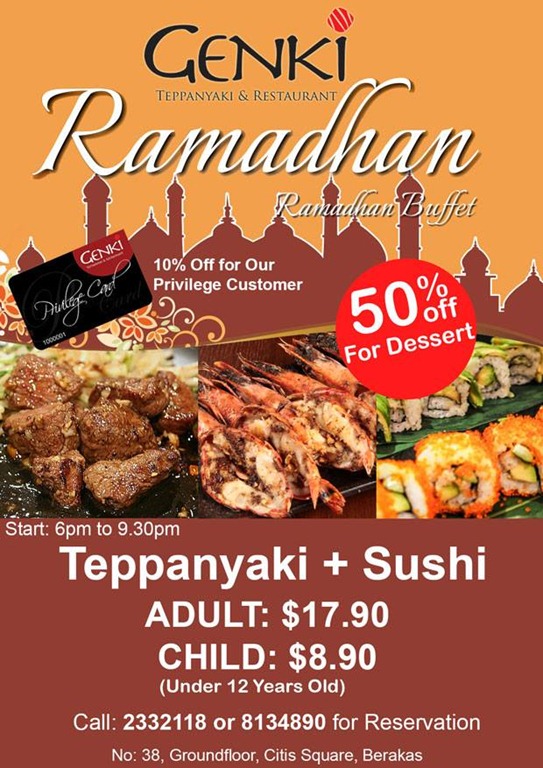 GENKI
TEPPANYAKI & RESTAURANT
Ramadhan
Ramadhan Buffet
GENKI
Privilege Card
1000001
10% Off for Our
Privilege Customer
50% off
For Dessert
Start: 6pm to 9.30pm
Teppanyaki + Sushi
ADULT: $17.90
CHILD: $8.90
(Under 12 Years Old)
Call: 2332118 or 8134890 for Reservation
No: 38, Groundfloor, Citis Square, Berakas